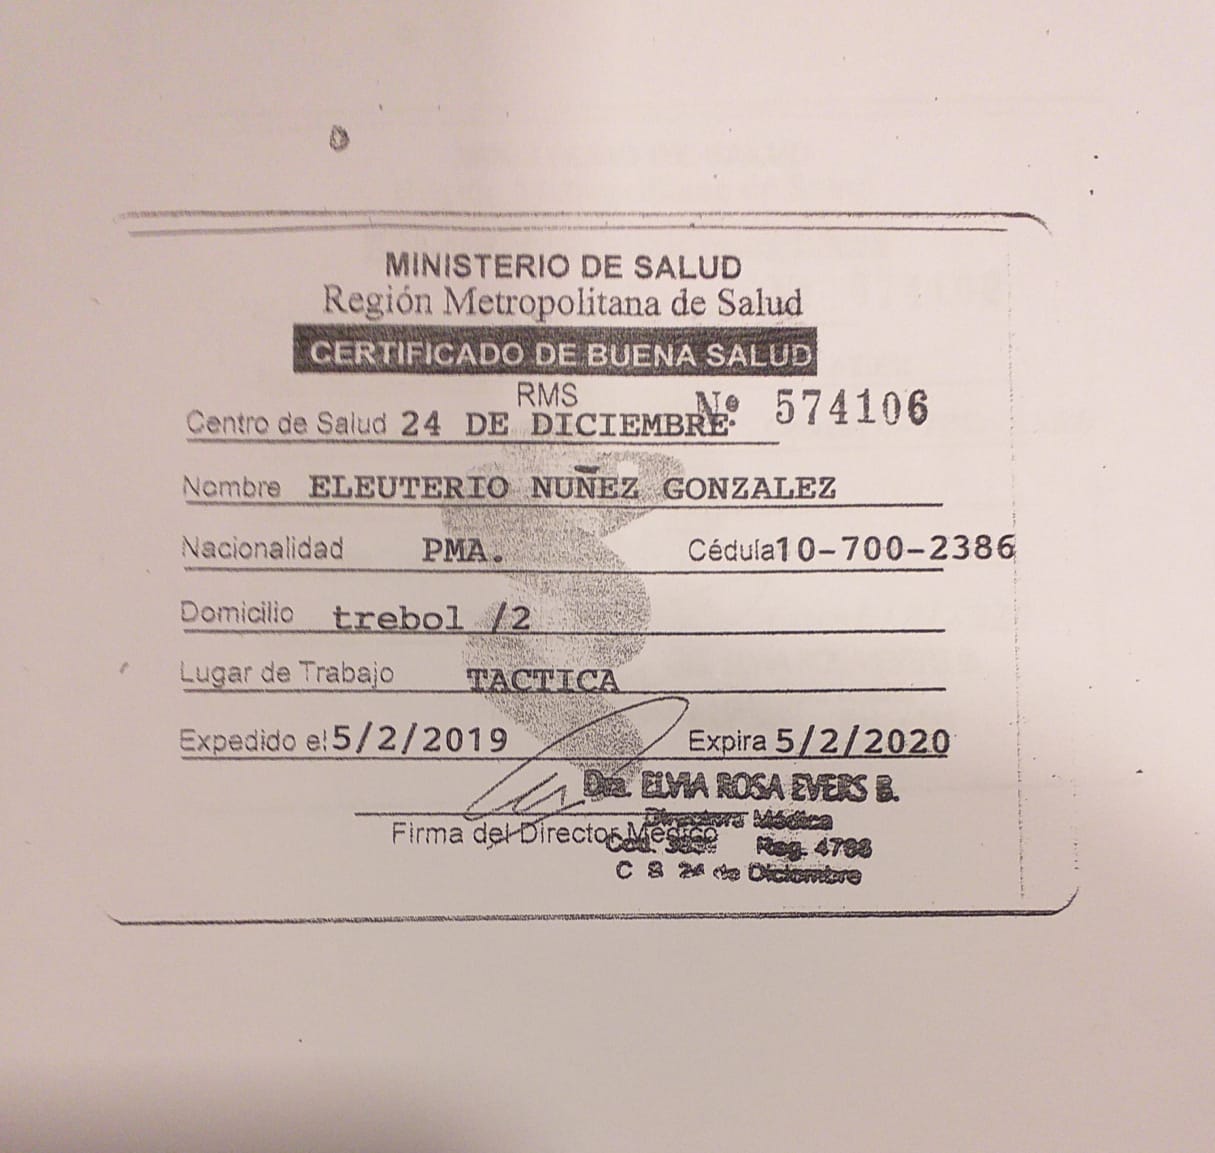 MINISTERIO DE SALUD
Región Metropolitana de Salud
CERTIFICADO DE BUENA SALUD
RMS Nº 574106
Centro de Salud 24 DE DICIEMBRE.
Nombre ELEUTERIO NUÑEZ GONZALEZ
Nacionalidad PMA. Cédula 10-700-2386
Domicilio trebol /2
Lugar de Trabajo TACTICA
Expedido el 5/2/2019 Expira 5/2/2020
Dra. ELVIA ROSA EVERS B.
Directora Médica
Firma del Director Médico
Cod. Reg. 4788
C S 24 de Diciembre